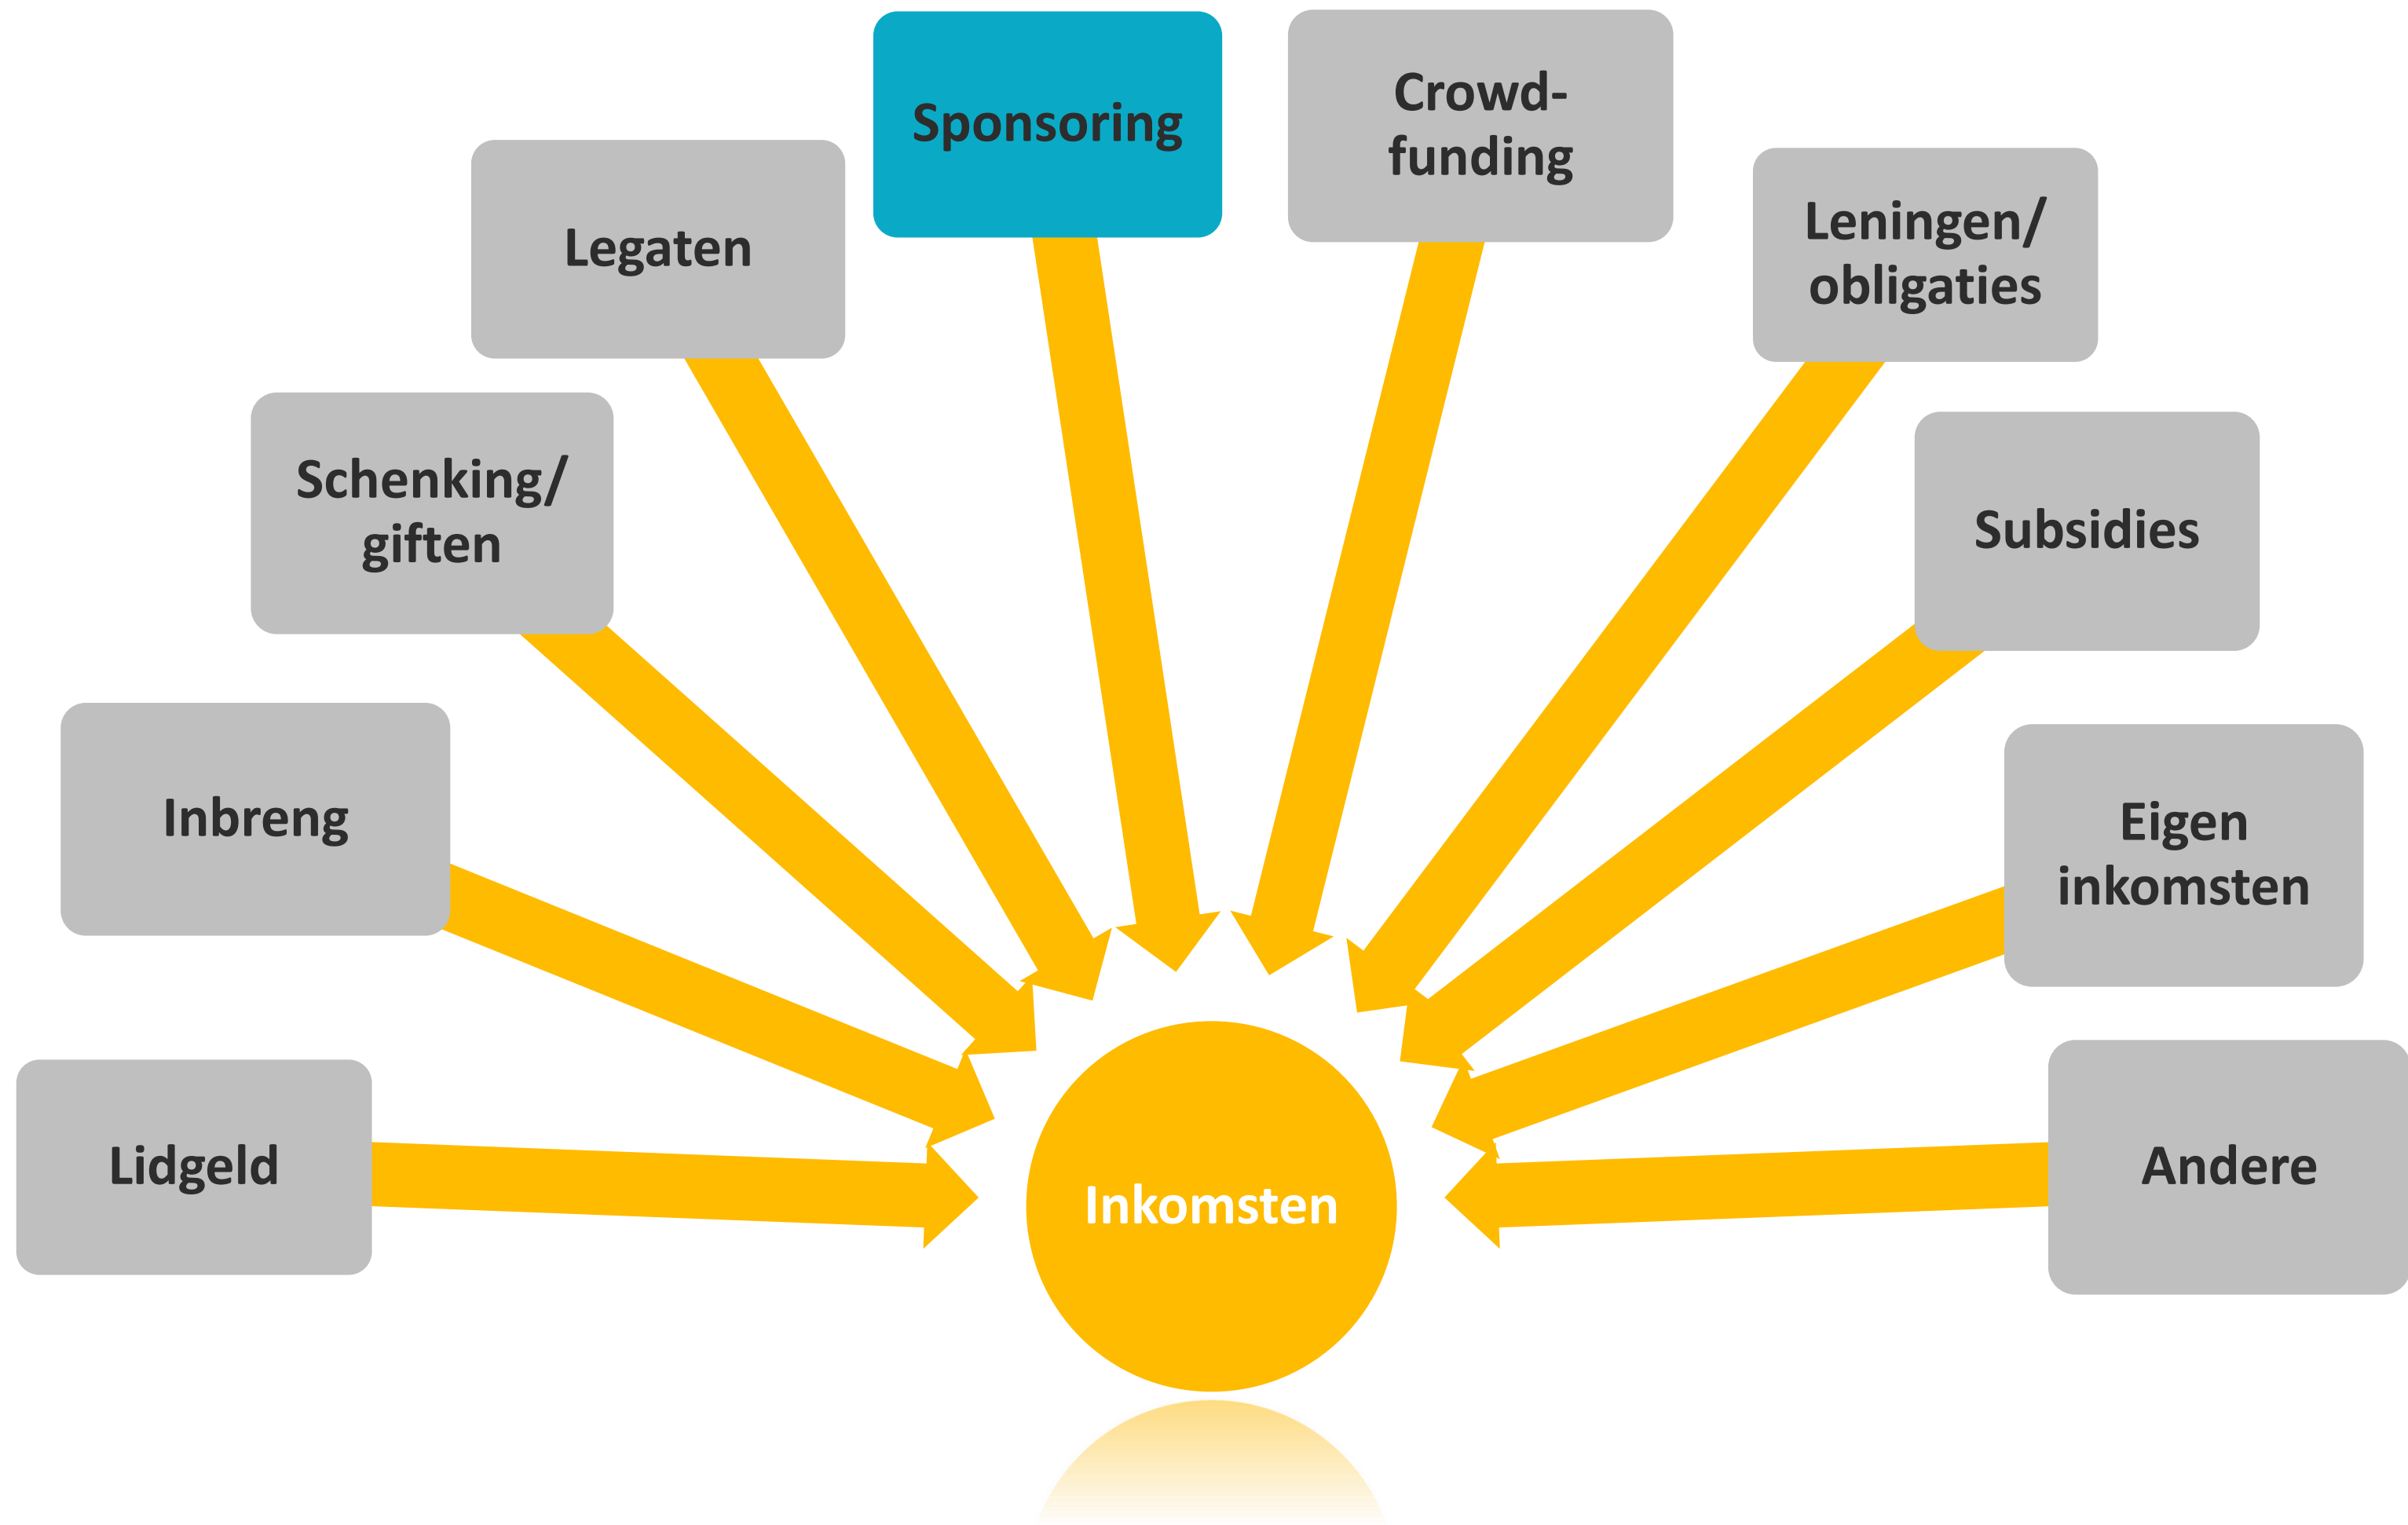 Sponsoring
Crowd-
funding
Legaten
Leningen/
obligaties
Schenking/
giften
Subsidies
Inbreng
Eigen
inkomsten
Lidgeld
Andere
Inkomsten